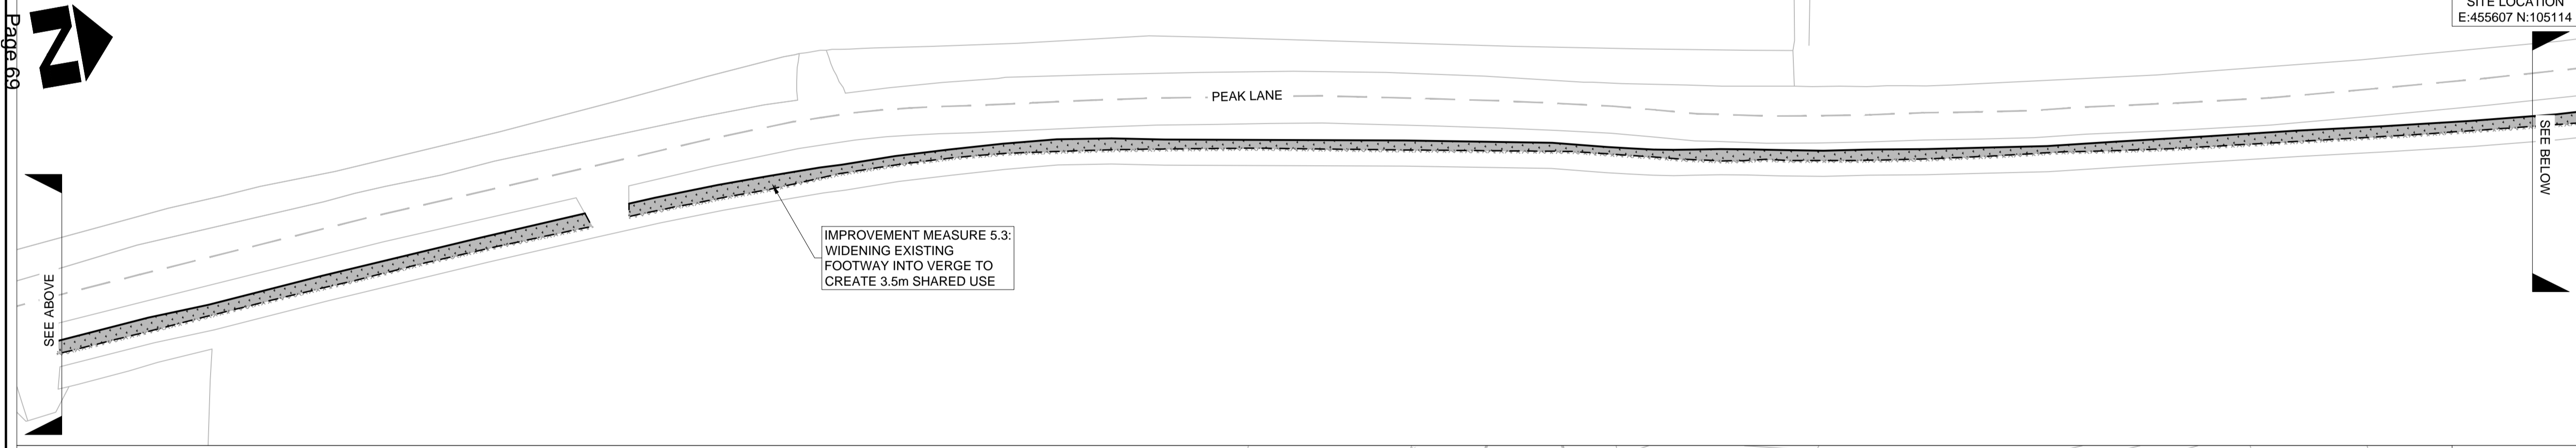 SITE LOCATION
E:455607 N:105114
Page 69
N
PEAK LANE
SEE ABOVE
SEE BELOW
IMPROVEMENT MEASURE 5.3:
WIDENING EXISTING
FOOTWAY INTO VERGE TO
CREATE 3.5m SHARED USE